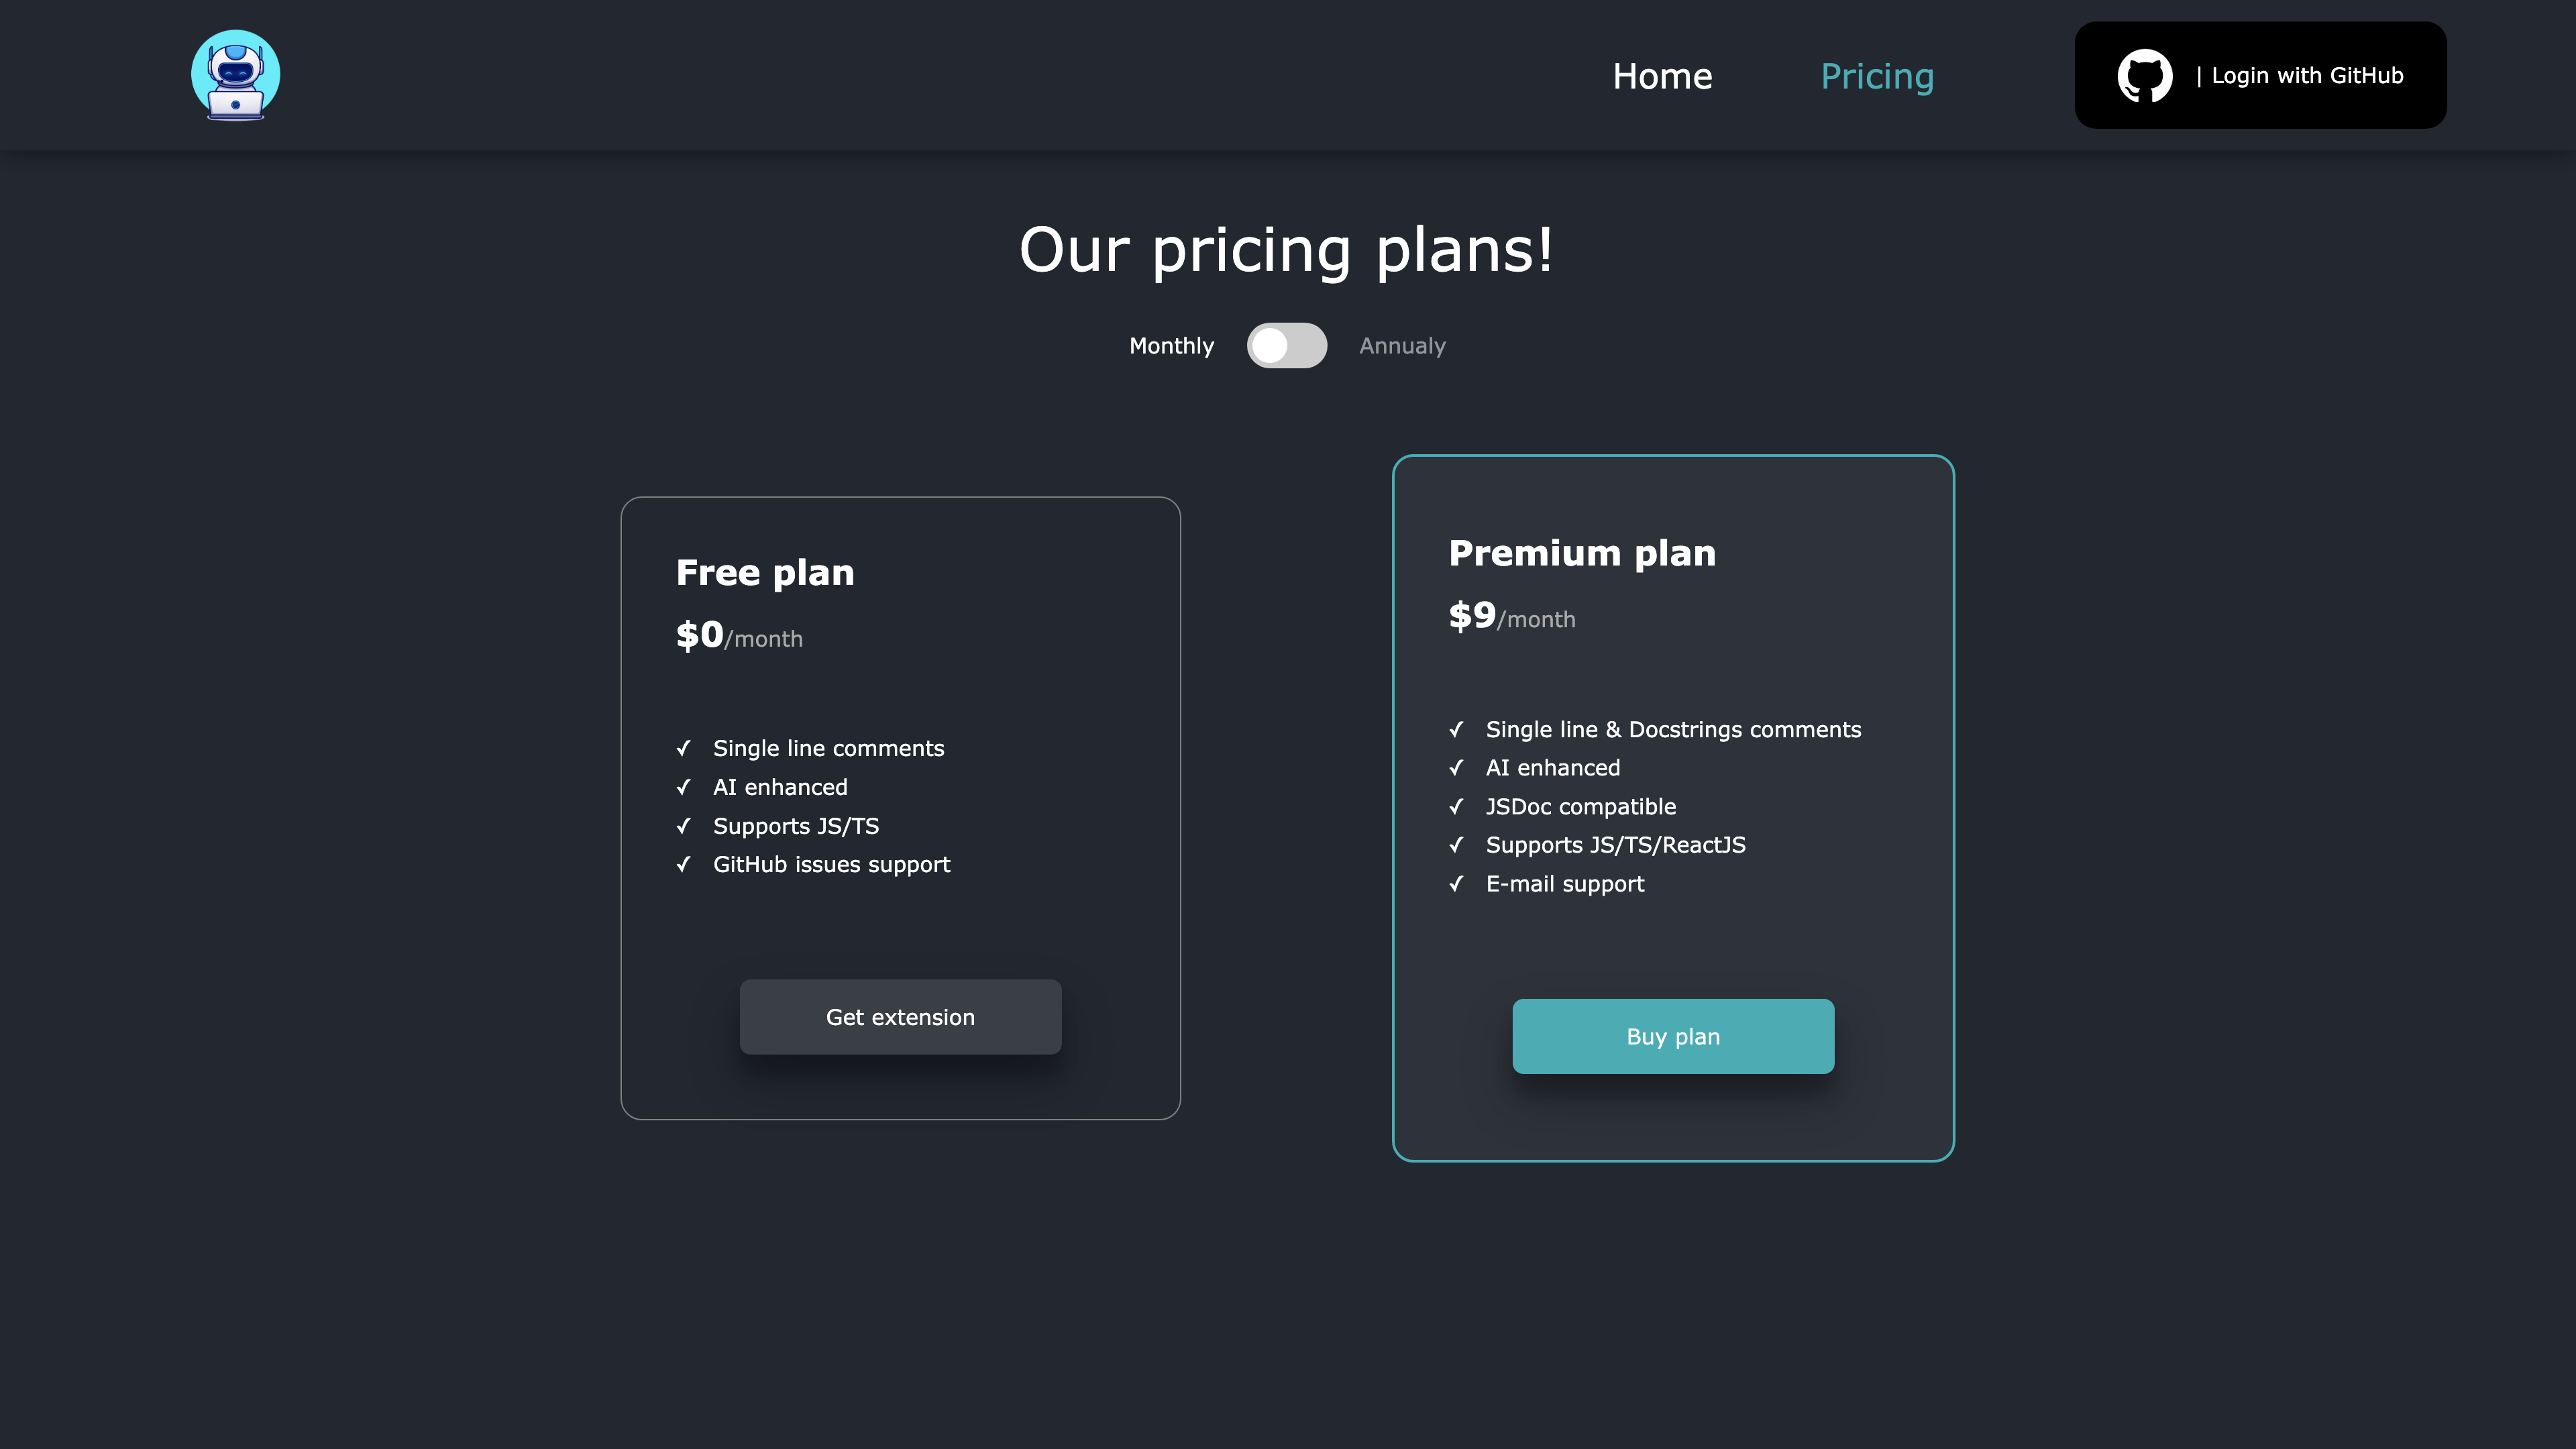 Home
Pricing
| Login with GitHub
Our pricing plans!
Monthly
Annualy
Free plan
$0/month
✓ Single line comments
✓ AI enhanced
✓ Supports JS/TS
✓ GitHub issues support
Get extension
Premium plan
$9/month
✓ Single line & Docstrings comments
✓ AI enhanced
✓ JSDoc compatible
✓ Supports JS/TS/ReactJS
✓ E-mail support
Buy plan